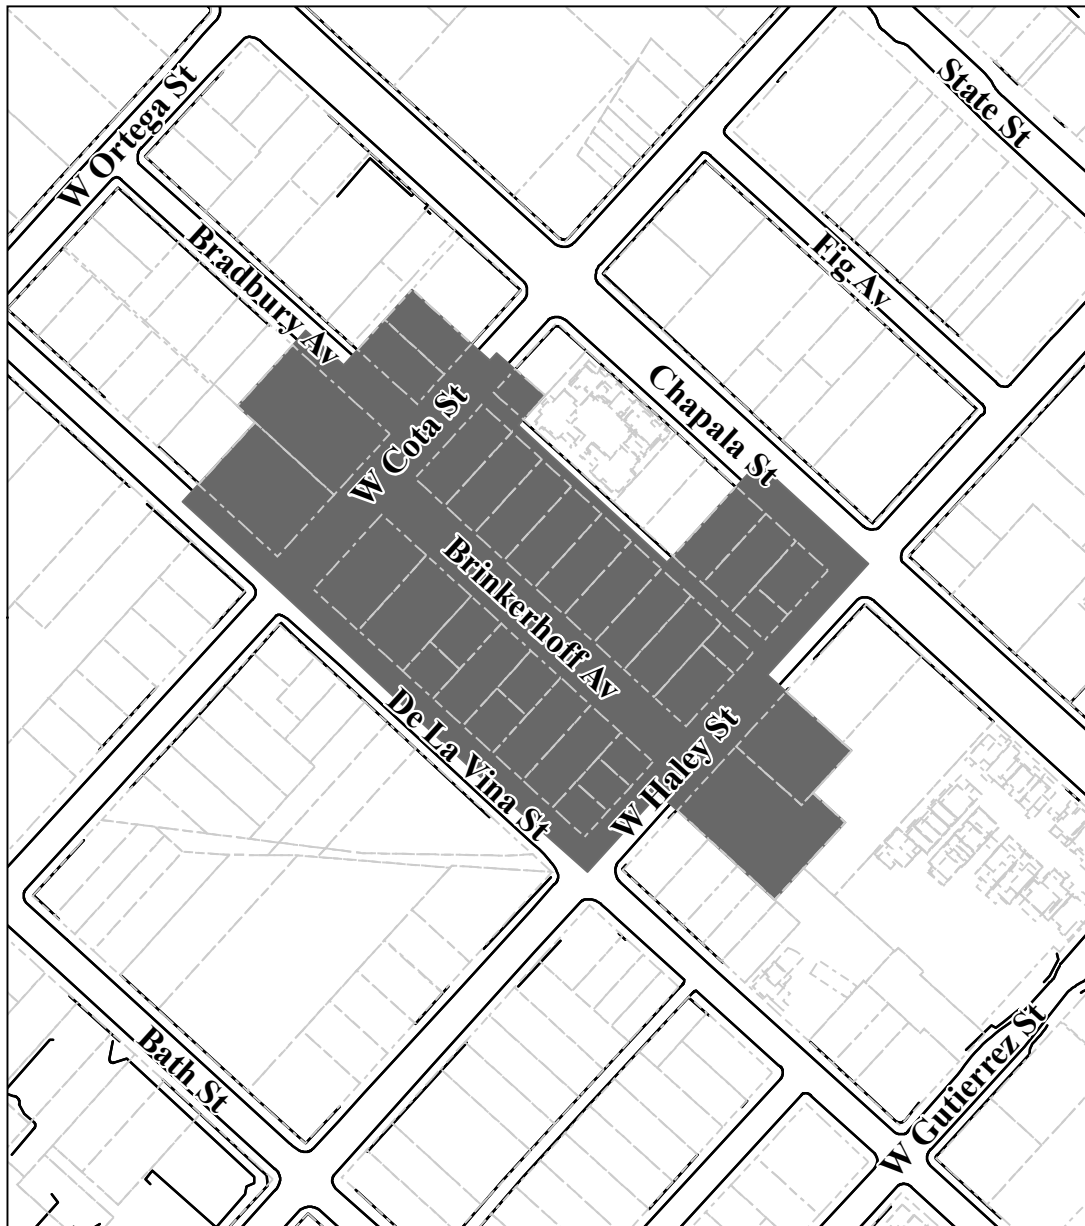 State St
W Ortega St
Fig Av
Bradbury Av
Chapala St
W Cota St
Brinkerhoff Av
De La Vina St
W Haley St
Bath St
W Gutierrez St